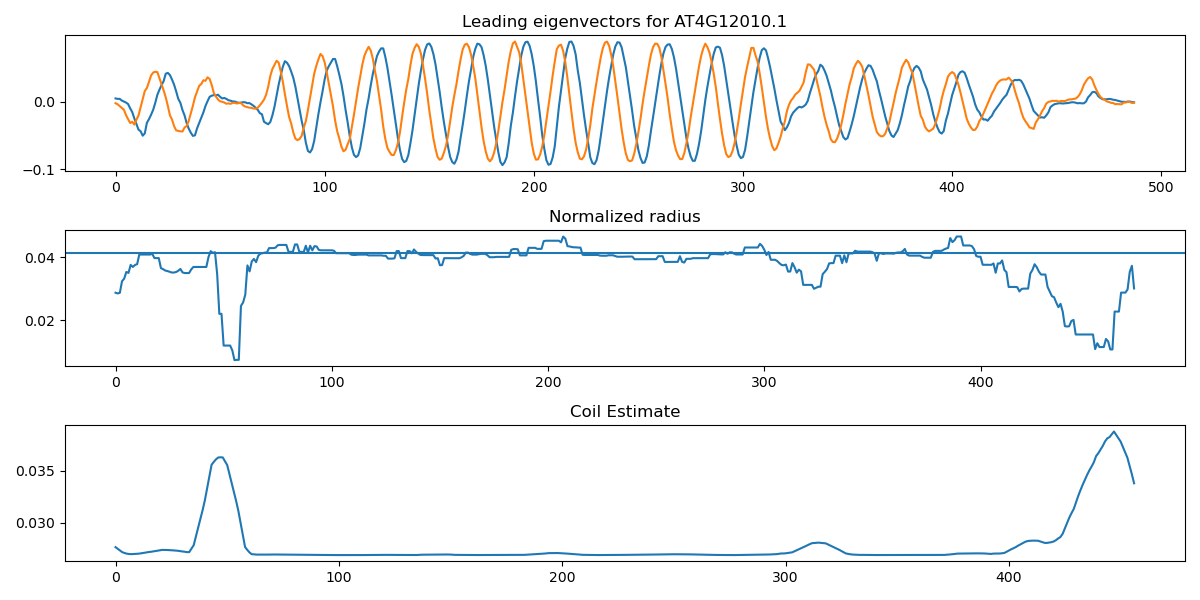 Leading eigenvectors for AT4G12010.1
0.0
−0.1
0 100 200 300 400 500
Normalized radius
0.04
0.02
0 100 200 300 400
Coil Estimate
0.035
0.030
0 100 200 300 400